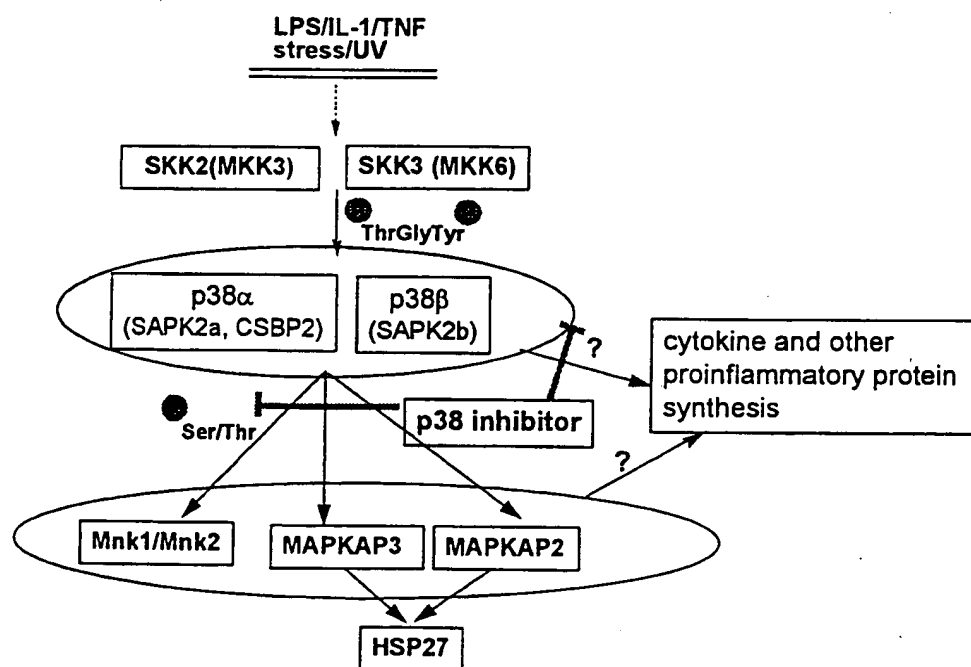 LPS/IL-1/TNF
stress/UV
SKK2(MKK3)
SKK3 (MKK6)
ThrGlyTyr
p38α
(SAPK2a, CSBP2)
p38β
(SAPK2b)
?
cytokine and other
proinflammatory protein
synthesis
p38 inhibitor
Ser/Thr
?
Mnk1/Mnk2
MAPKAP3
MAPKAP2
HSP27